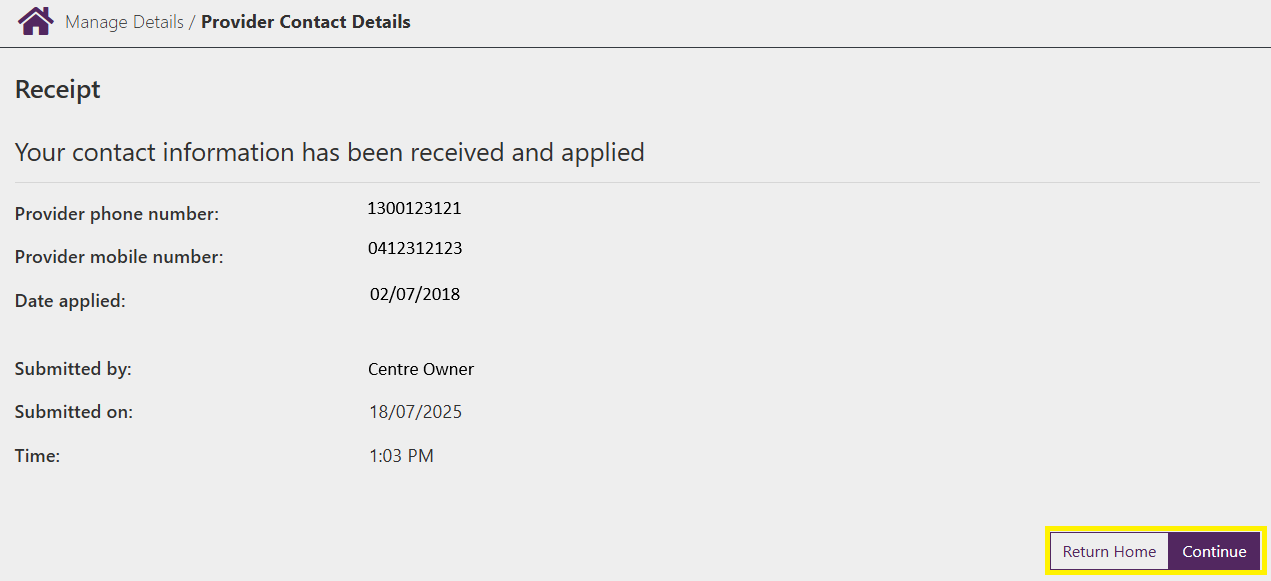 Manage Details / Provider Contact Details
Receipt
Your contact information has been received and applied
Provider phone number: 1300123121
Provider mobile number: 0412312123
Date applied: 02/07/2018
Submitted by: Centre Owner
Submitted on: 18/07/2025
Time: 1:03 PM
Return Home Continue